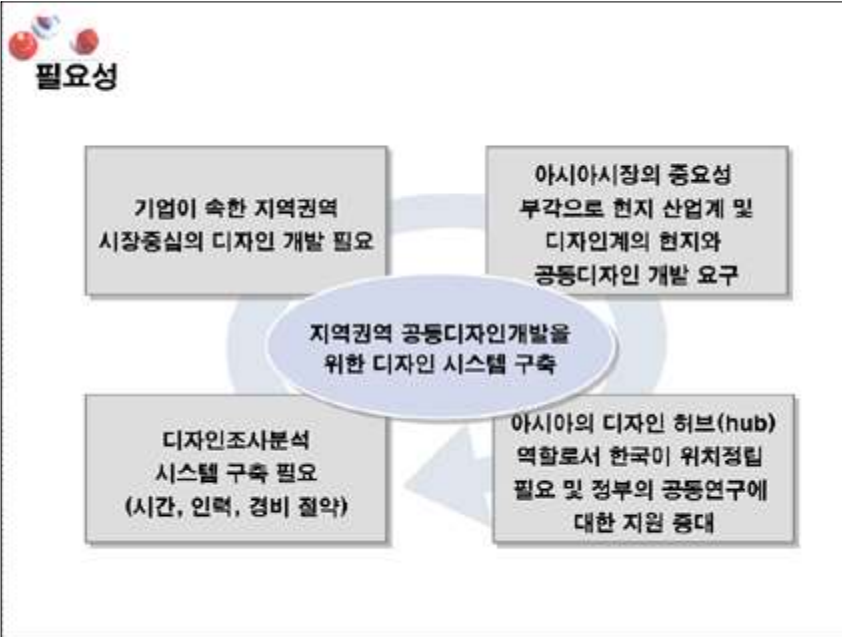 필요성
기업이 속한 지역권역
시장중심의 디자인 개발 필요
아시아시장의 중요성
부각으로 현지 산업계 및
디자인계의 현지와
공동디자인 개발 요구
지역권역 공동디자인개발을
위한 디자인 시스템 구축
디자인조사분석
시스템 구축 필요
(시간, 인력, 경비 절약)
아시아의 디자인 허브(hub)
역할로서 한국이 위치정립
필요 및 정부의 공동연구에
대한 지원 증대